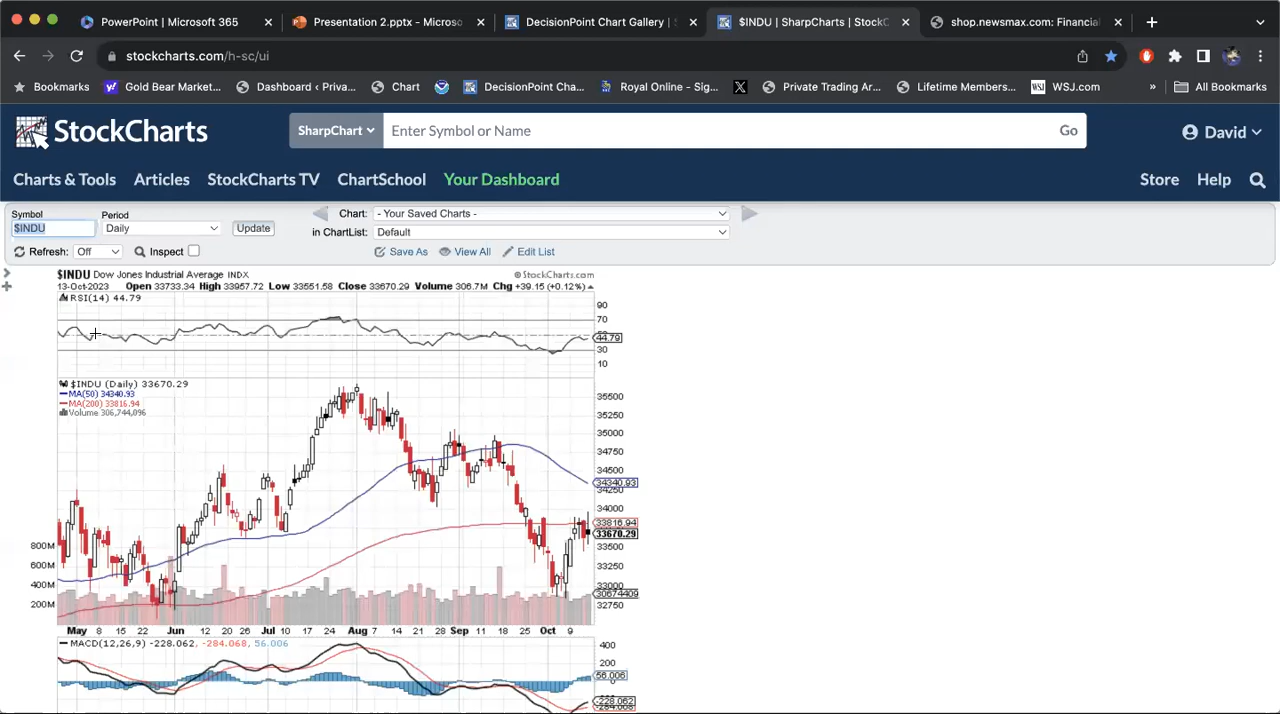 PowerPoint | Microsoft 365
Presentation 2.pptx - Microso
DecisionPoint Chart Gallery |
$INDU | SharpCharts | StockC
shop.newsmax.com: Financial
stockcharts.com/h-sc/ui
Bookmarks
Gold Bear Market...
Dashboard ‹ Priva...
Chart
DecisionPoint Cha...
Royal Online - Sig...
Private Trading Ar...
Lifetime Members...
WSJ
WSJ.com
»
All Bookmarks
StockCharts
SharpChart
Enter Symbol or Name
Go
David
Charts & Tools
Articles
StockCharts TV
ChartSchool
Your Dashboard
Store
Help
Symbol
Period
Chart:
- Your Saved Charts -
$INDU
Daily
Update
in ChartList:
Default
Refresh:
Off
Inspect
Save As
View All
Edit List
$INDU Dow Jones Industrial Average INDX
© StockCharts.com
13-Oct-2023
Open 33733.34 High 33957.72 Low 33551.58 Close 33670.29 Volume 306.7M Chg +39.15 (+0.12%)
RSI(14) 44.79
90
70
44.79
30
10
$INDU (Daily) 33670.29
MA(50) 34340.93
MA(200) 33816.94
Volume 306,744,096
35500
35250
35000
34750
34500
34340.93
34250
34000
33816.94
33670.29
33500
33250
33000
32750
800M
600M
400M
200M
May 8 15 22 Jun 12 20 26 Jul 10 17 24 Aug 7 14 21 28 Sep 11 18 25 Oct 9
MACD(12,26,9) -228.062, -284.068, 56.006
400
200
56.006
-228.062
-284.068